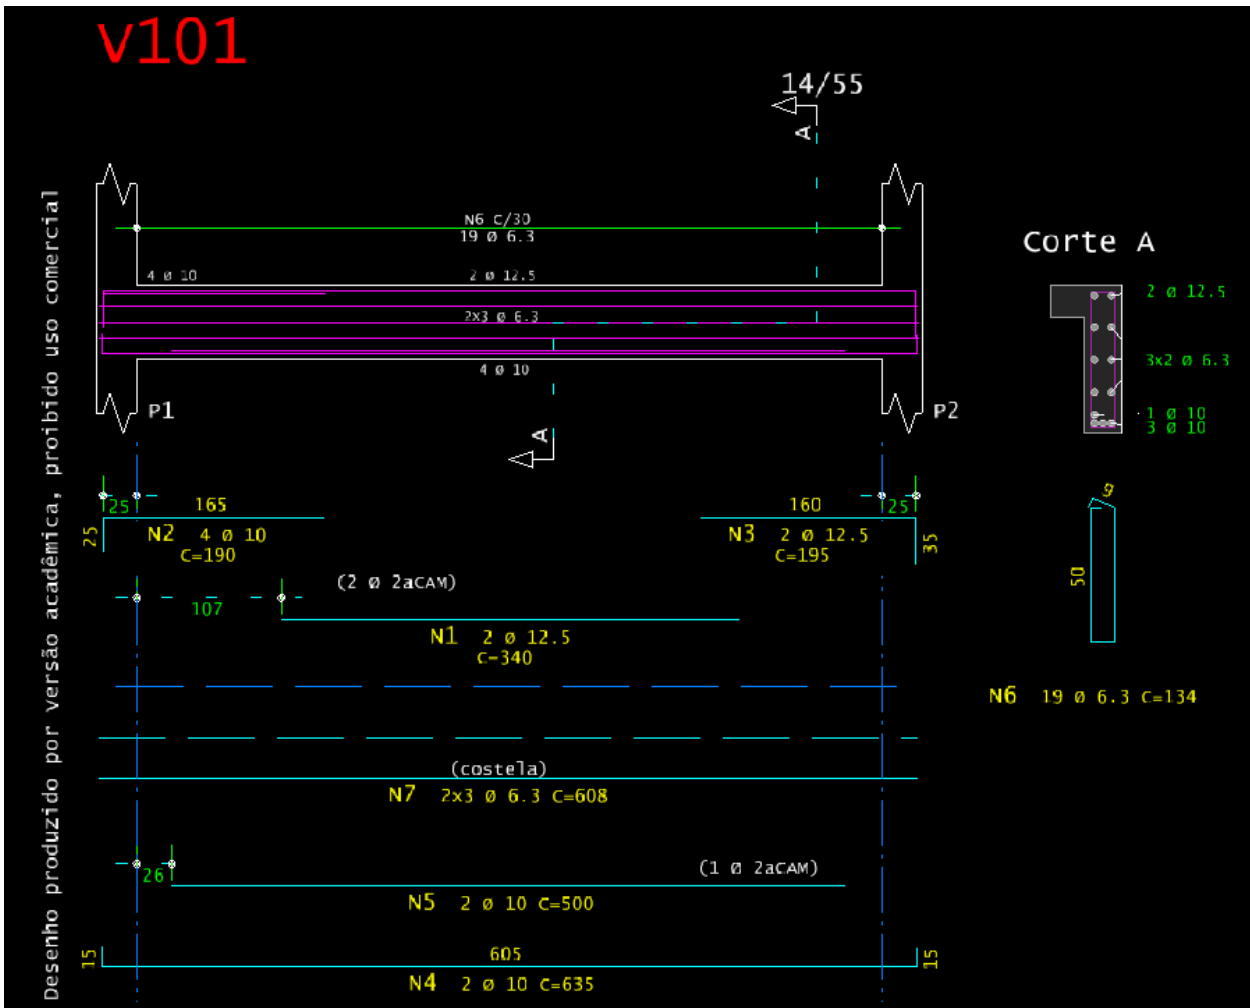 V101
14/55
A
N6 C/30
19 Ø 6.3
4 Ø 10
2 Ø 12.5
2x3 Ø 6.3
4 Ø 10
P1
P2
A
Corte A
2 Ø 12.5
3x2 Ø 6.3
1 Ø 10
3 Ø 10
25
165
25
N2 4 Ø 10
C=190
160
25
N3 2 Ø 12.5
C=195
35
9
50
N6 19 Ø 6.3 C=134
107
(2 Ø 2aCAM)
N1 2 Ø 12.5
C=340
(costela)
N7 2x3 Ø 6.3 C=608
26
(1 Ø 2aCAM)
N5 2 Ø 10 C=500
15
605
15
N4 2 Ø 10 C=635
Desenho produzido por versão acadêmica, proibido uso comercial